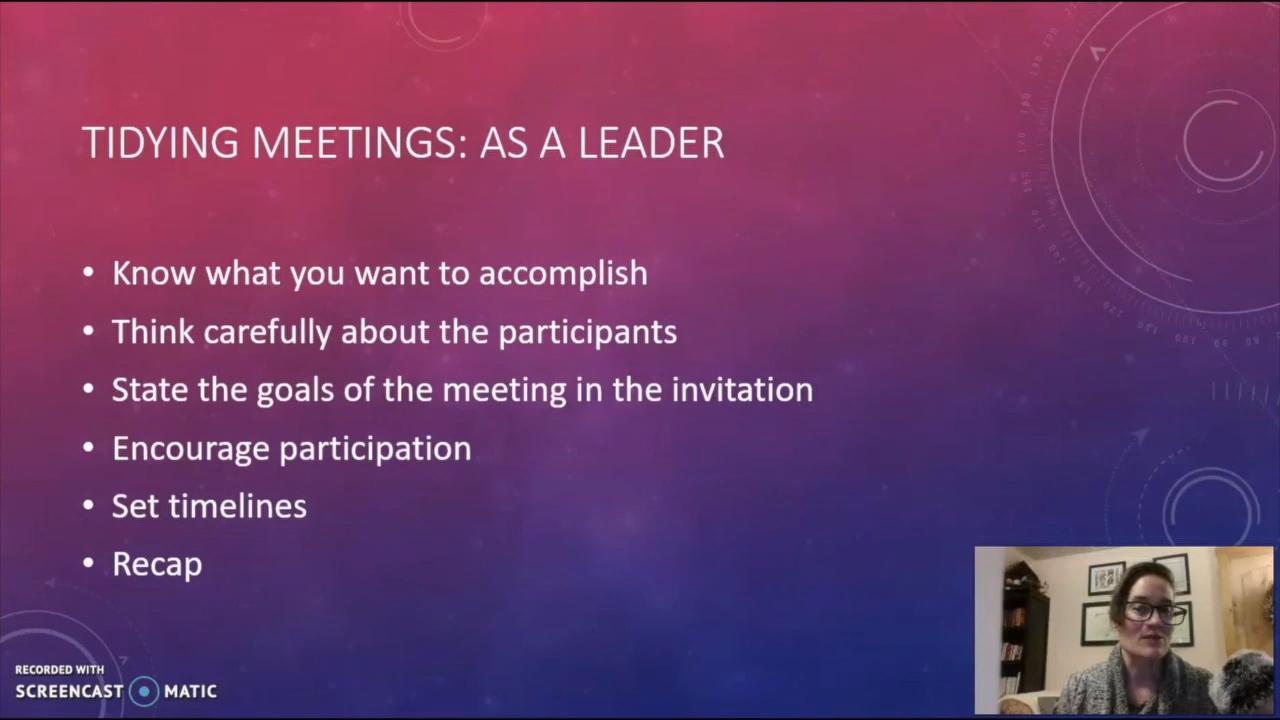 TIDYING MEETINGS: AS A LEADER
• Know what you want to accomplish
• Think carefully about the participants
• State the goals of the meeting in the invitation
• Encourage participation
• Set timelines
• Recap
RECORDED WITH
SCREENCAST MATIC